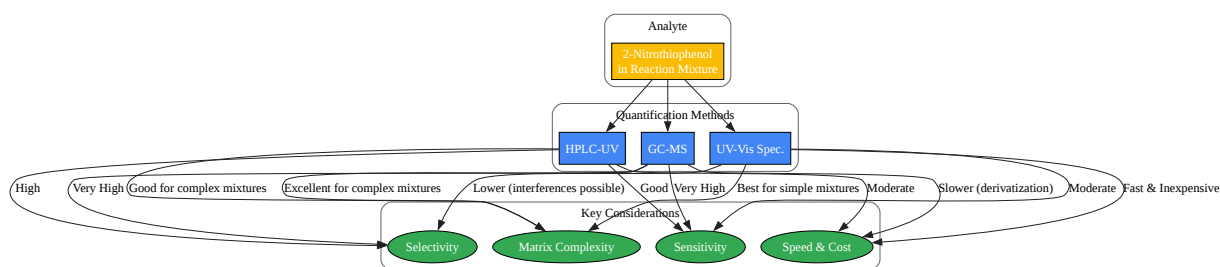 Analyte
2-Nitrothiophenol
in Reaction Mixture
Quantification Methods
HPLC-UV
GC-MS
UV-Vis Spec.
High
Very High
Good for complex mixtures
Excellent for complex mixtures
Lower (interferences possible)
Good
Very High
Best for simple mixtures
Moderate
Slower (derivatization)
Moderate
Fast & Inexpensive
Key Considerations
Selectivity
Matrix Complexity
Sensitivity
Speed & Cost